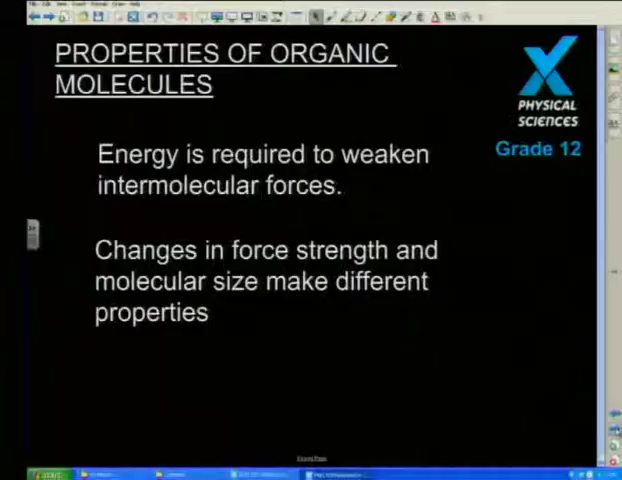 PROPERTIES OF ORGANIC
MOLECULES
PHYSICAL
SCIENCES
Grade 12
Energy is required to weaken
intermolecular forces.
Changes in force strength and
molecular size make different
properties